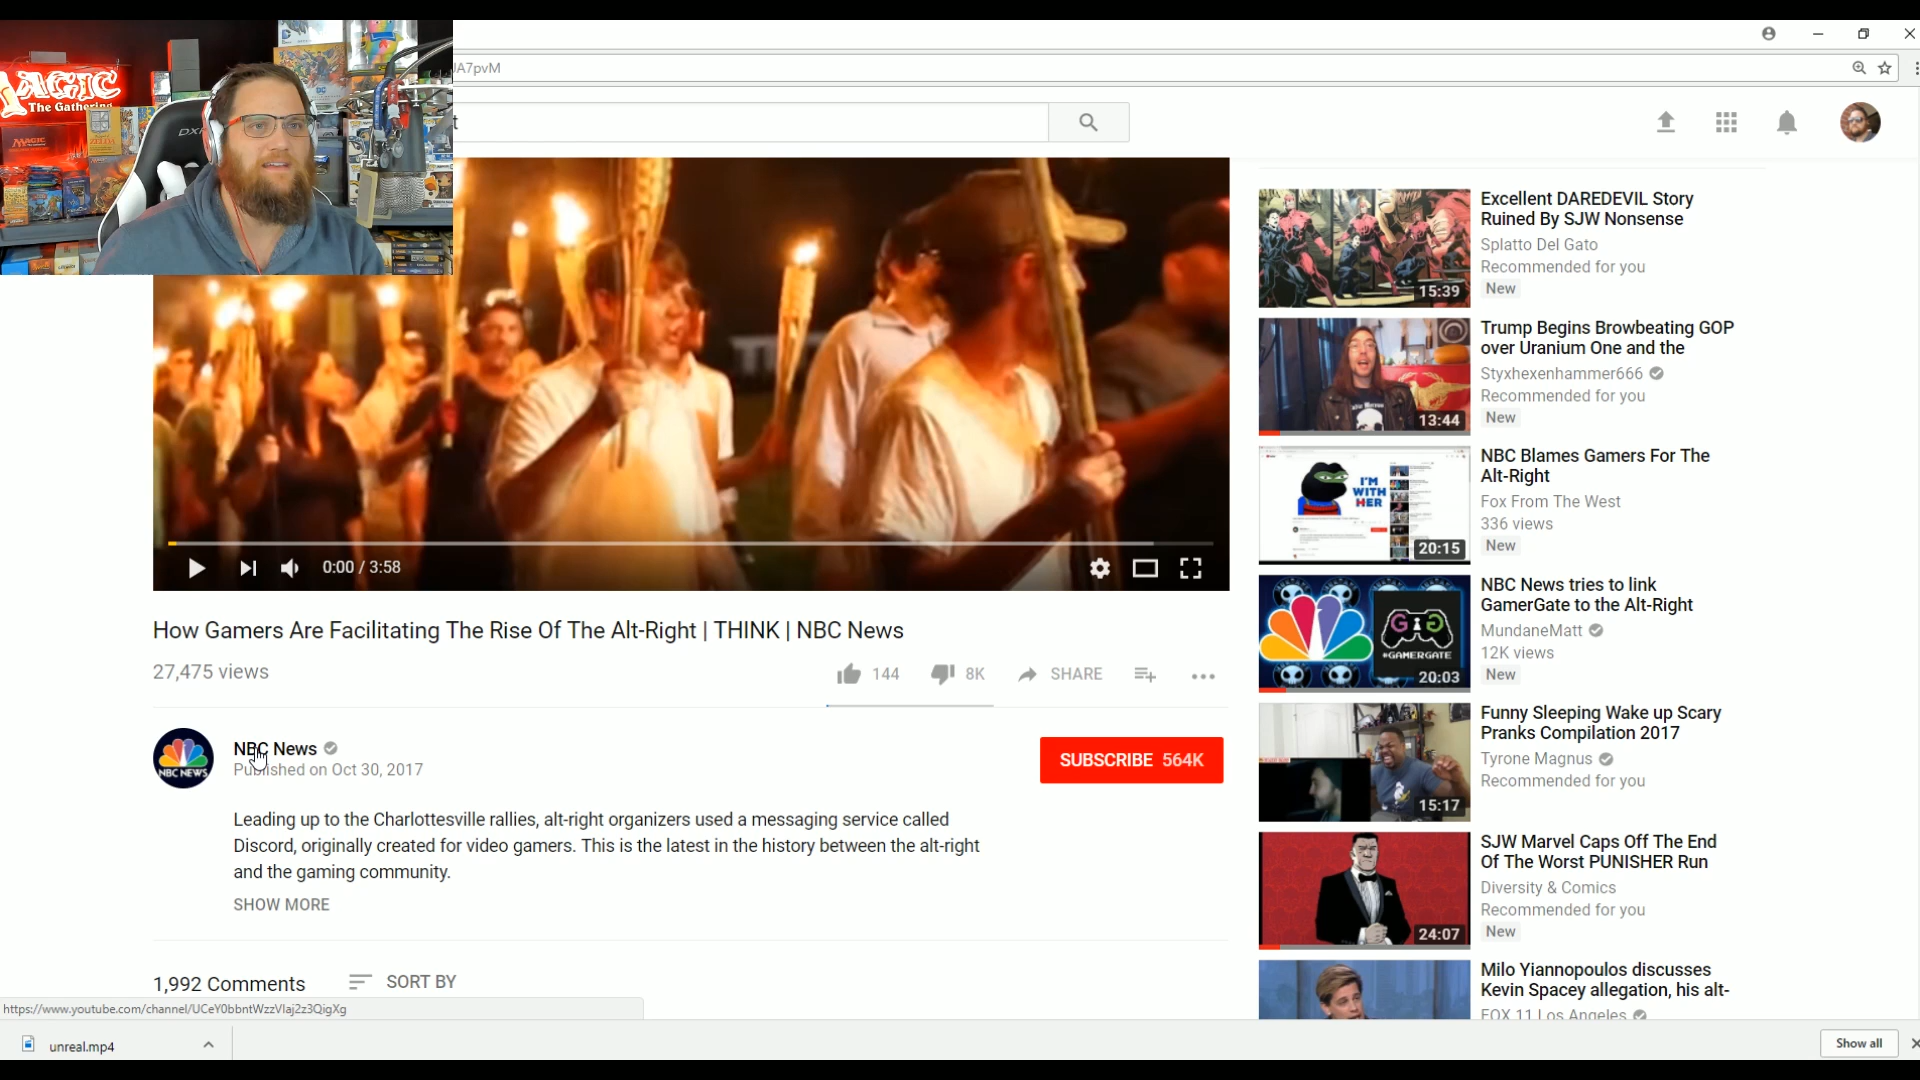 MAGIC
The Gathering
JA7pvM
t
0:00 / 3:58
How Gamers Are Facilitating The Rise Of The Alt-Right | THINK | NBC News
27,475 views
144
8K
SHARE
NBC News
Published on Oct 30, 2017
NBC NEWS
SUBSCRIBE 564K
Leading up to the Charlottesville rallies, alt-right organizers used a messaging service called
Discord, originally created for video gamers. This is the latest in the history between the alt-right
and the gaming community.
SHOW MORE
1,992 Comments
SORT BY
https://www.youtube.com/channel/UCeY0bbntWzzVlaj2z3QigXg
unreal.mp4
Show all
15:39
Excellent DAREDEVIL Story
Ruined By SJW Nonsense
Splatto Del Gato
Recommended for you
New
13:44
Trump Begins Browbeating GOP
over Uranium One and the
Styxhexenhammer666
Recommended for you
New
I'M
WITH
HER
20:15
NBC Blames Gamers For The
Alt-Right
Fox From The West
336 views
New
#GAMERGATE
20:03
NBC News tries to link
GamerGate to the Alt-Right
MundaneMatt
12K views
New
15:17
Funny Sleeping Wake up Scary
Pranks Compilation 2017
Tyrone Magnus
Recommended for you
24:07
SJW Marvel Caps Off The End
Of The Worst PUNISHER Run
Diversity & Comics
Recommended for you
New
Milo Yiannopoulos discusses
Kevin Spacey allegation, his alt-
FOX 11 Los Angeles